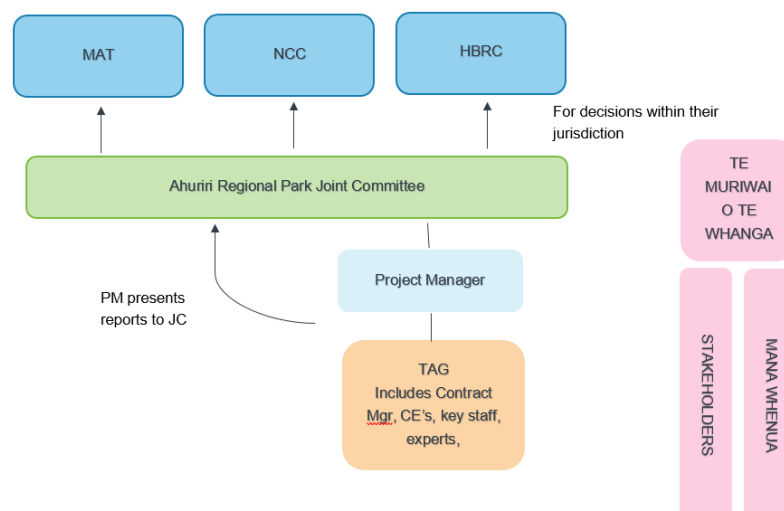 MAT
NCC
HBRC
For decisions within their
jurisdiction
Ahuriri Regional Park Joint Committee
TE
MURIWAI
O TE
WHANGA
Project Manager
PM presents
reports to JC
TAG
Includes Contract
Mgr, CE's, key staff,
experts,
STAKEHOLDERS
MANA WHENUA